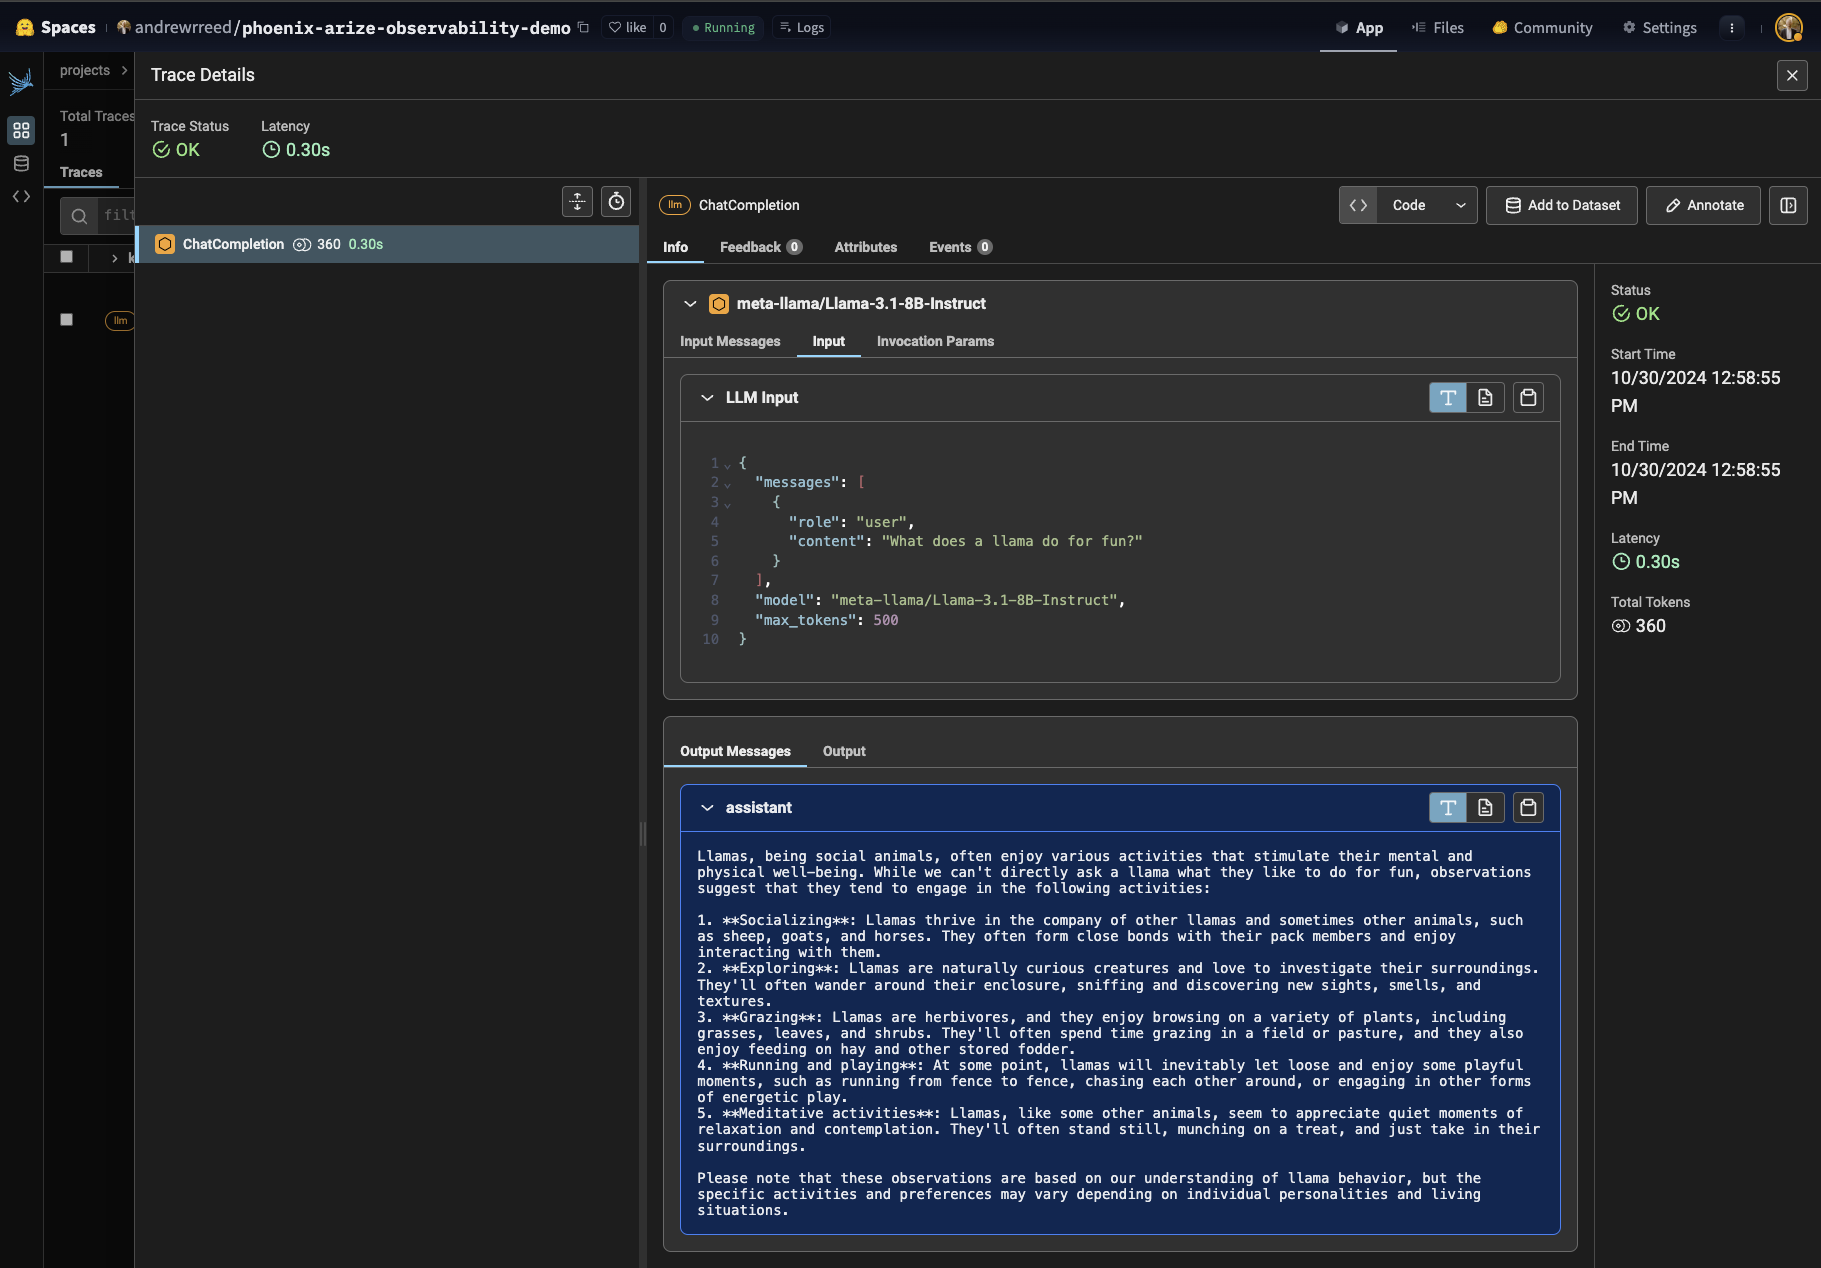 Spaces
andrewrreed/phoenix-arize-observability-demo
like 0
Running
Logs
App
Files
Community
Settings
projects
Total Traces
1
Traces
Trace Details
Trace Status
OK
Latency
0.30s
llm
ChatCompletion 360 0.30s
llm ChatCompletion
Code
Add to Dataset
Annotate
Info
Feedback 0
Attributes
Events 0
meta-llama/Llama-3.1-8B-Instruct
Input Messages
Input
Invocation Params
LLM Input
1 {
2 "messages": [
3 {
4 "role": "user",
5 "content": "What does a llama do for fun?"
6 }
7 ],
8 "model": "meta-llama/Llama-3.1-8B-Instruct",
9 "max_tokens": 500
10 }
Output Messages
Output
assistant
Llamas, being social animals, often enjoy various activities that stimulate their mental and
physical well-being. While we can't directly ask a llama what they like to do for fun, observations
suggest that they tend to engage in the following activities:
1. **Socializing**: Llamas thrive in the company of other llamas and sometimes other animals, such
as sheep, goats, and horses. They often form close bonds with their pack members and enjoy
interacting with them.
2. **Exploring**: Llamas are naturally curious creatures and love to investigate their surroundings.
They'll often wander around their enclosure, sniffing and discovering new sights, smells, and
textures.
3. **Grazing**: Llamas are herbivores, and they enjoy browsing on a variety of plants, including
grasses, leaves, and shrubs. They'll often spend time grazing in a field or pasture, and they also
enjoy feeding on hay and other stored fodder.
4. **Running and playing**: At some point, llamas will inevitably let loose and enjoy some playful
moments, such as running from fence to fence, chasing each other around, or engaging in other forms
of energetic play.
5. **Meditative activities**: Llamas, like some other animals, seem to appreciate quiet moments of
relaxation and contemplation. They'll often stand still, munching on a treat, and just take in their
surroundings.
Please note that these observations are based on our understanding of llama behavior, but the
specific activities and preferences may vary depending on individual personalities and living
situations.
Status
OK
Start Time
10/30/2024 12:58:55
PM
End Time
10/30/2024 12:58:55
PM
Latency
0.30s
Total Tokens
360